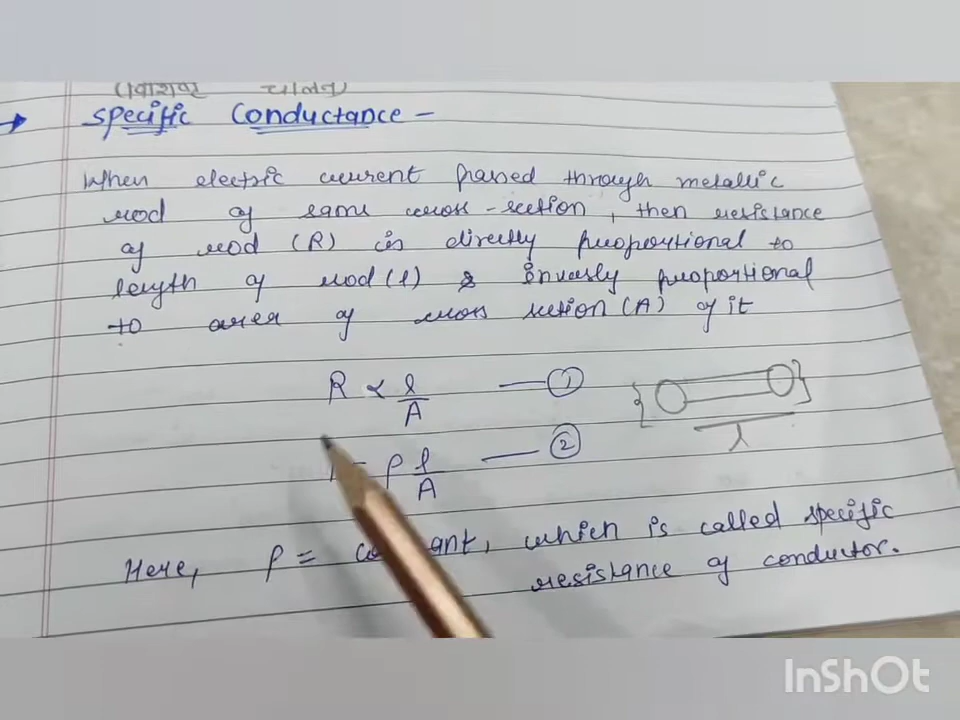 (विशिष्ट चालन)
→ Specific Conductance –
When electric current passed through metallic
rod of same cross-section, then resistance
of rod (R) is directly proportional to
length of rod (l) & inversly proportional
to area of cross section (A) of it
R ∝ l/A —— ①
ρ l/A —— ②
l
Here, ρ = , which is called specific
resistance of conductor.
InShOt